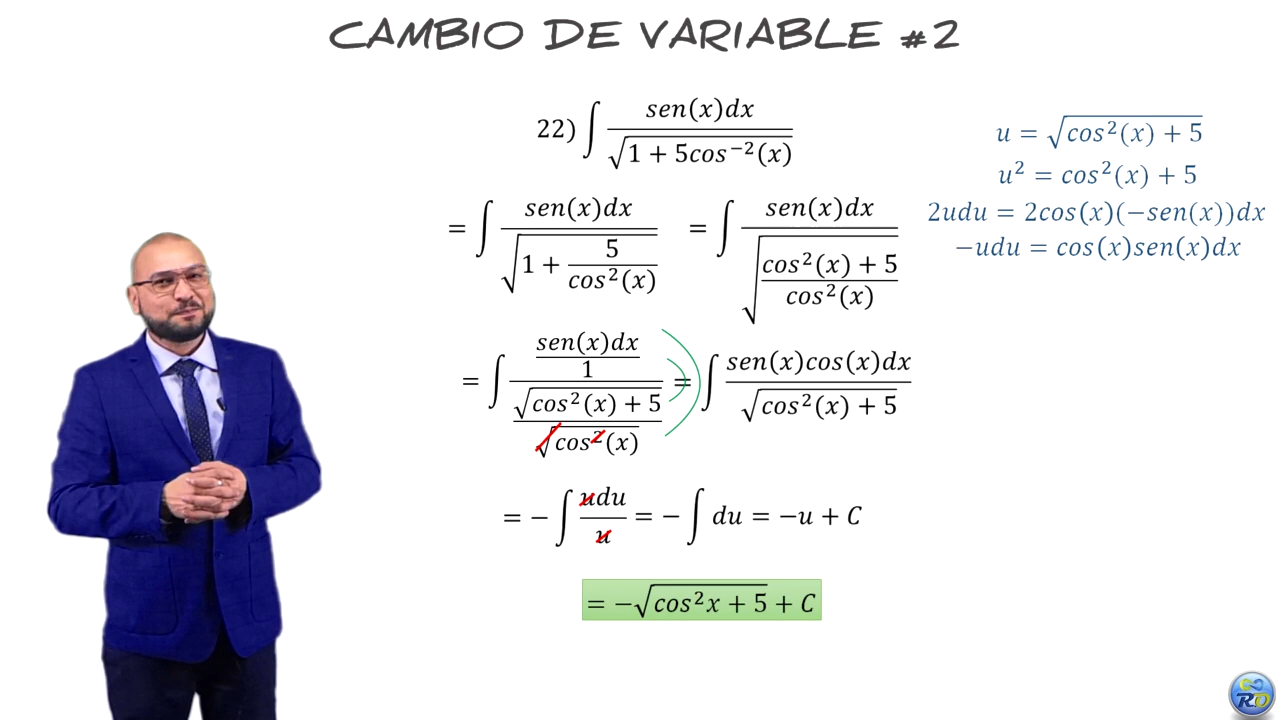 CAMBIO DE VARIABLE #2
22) ∫ sen(x)dx / √(1 + 5cos⁻²(x))
= ∫ sen(x)dx / √(1 + 5/cos²(x)) = ∫ sen(x)dx / √((cos²(x) + 5)/cos²(x))
= ∫ (sen(x)dx / 1) / (√(cos²(x) + 5) / √cos²(x)) = ∫ sen(x)cos(x)dx / √(cos²(x) + 5)
= − ∫ udu / u = − ∫ du = −u + C
= −√(cos²x + 5) + C
u = √(cos²(x) + 5)
u² = cos²(x) + 5
2udu = 2cos(x)(−sen(x))dx
−udu = cos(x)sen(x)dx
RD